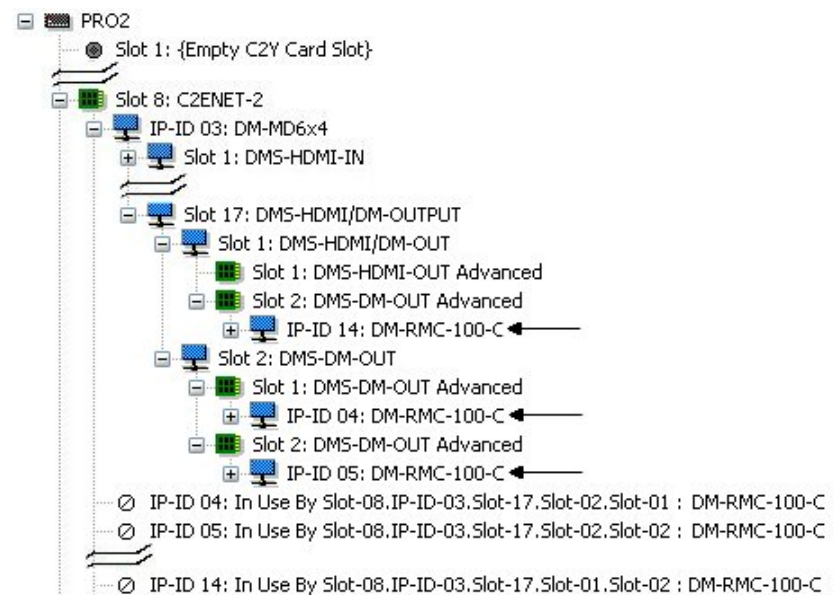 PRO2
Slot 1: {Empty C2Y Card Slot}
Slot 8: C2ENET-2
IP-ID 03: DM-MD6x4
Slot 1: DMS-HDMI-IN
Slot 17: DMS-HDMI/DM-OUTPUT
Slot 1: DMS-HDMI/DM-OUT
Slot 1: DMS-HDMI-OUT Advanced
Slot 2: DMS-DM-OUT Advanced
IP-ID 14: DM-RMC-100-C
Slot 2: DMS-DM-OUT
Slot 1: DMS-DM-OUT Advanced
IP-ID 04: DM-RMC-100-C
Slot 2: DMS-DM-OUT Advanced
IP-ID 05: DM-RMC-100-C
IP-ID 04: In Use By Slot-08.IP-ID-03.Slot-17.Slot-02.Slot-01 : DM-RMC-100-C
IP-ID 05: In Use By Slot-08.IP-ID-03.Slot-17.Slot-02.Slot-02 : DM-RMC-100-C
IP-ID 14: In Use By Slot-08.IP-ID-03.Slot-17.Slot-01.Slot-02 : DM-RMC-100-C